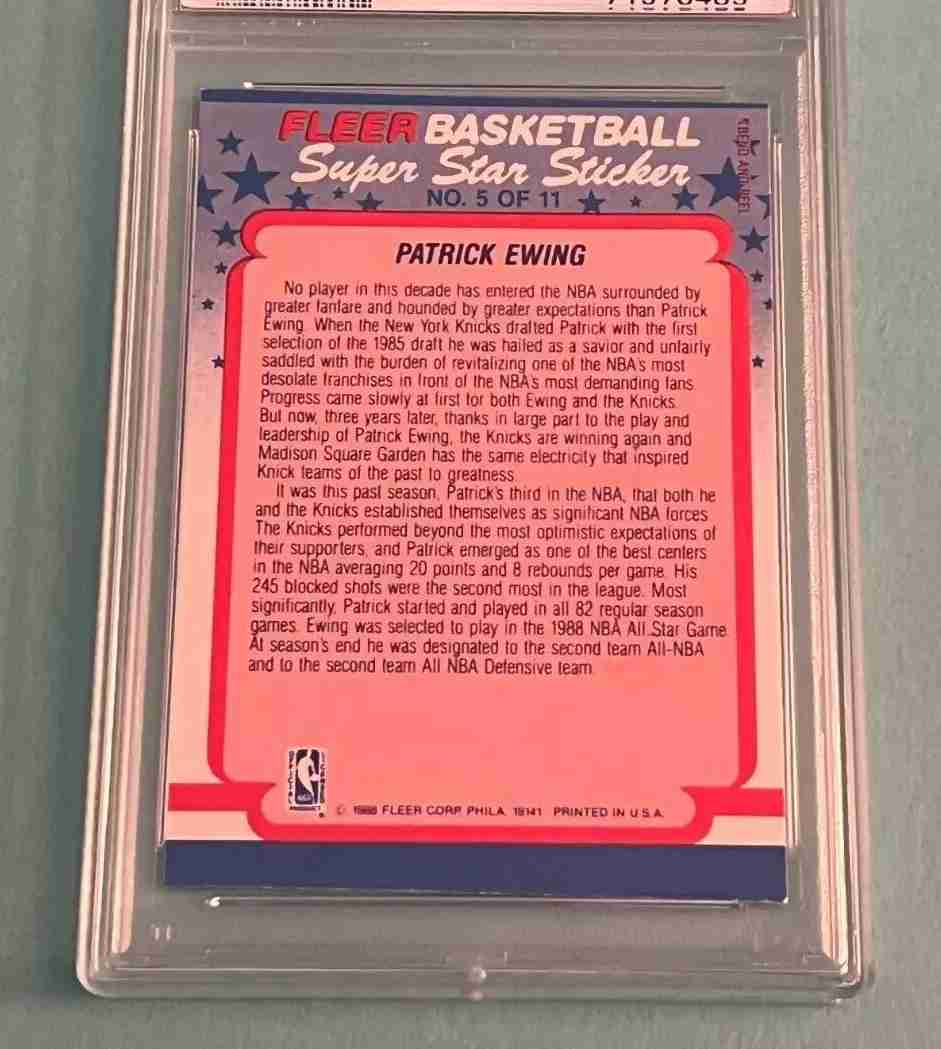 FLEER BASKETBALL
Super Star Sticker
NO. 5 OF 11
BEND AND PEEL
PATRICK EWING
No player in this decade has entered the NBA surrounded by
greater fanfare and hounded by greater expectations than Patrick
Ewing. When the New York Knicks drafted Patrick with the first
selection of the 1985 draft he was hailed as a savior and unfairly
saddled with the burden of revitalizing one of the NBA's most
desolate franchises in front of the NBA's most demanding fans.
Progress came slowly at first for both Ewing and the Knicks.
But now, three years later, thanks in large part to the play and
leadership of Patrick Ewing, the Knicks are winning again and
Madison Square Garden has the same electricity that inspired
Knick teams of the past to greatness.
It was this past season, Patrick's third in the NBA, that both he
and the Knicks established themselves as significant NBA forces.
The Knicks performed beyond the most optimistic expectations of
their supporters, and Patrick emerged as one of the best centers
in the NBA averaging 20 points and 8 rebounds per game. His
245 blocked shots were the second most in the league. Most
significantly, Patrick started and played in all 82 regular season
games. Ewing was selected to play in the 1988 NBA All-Star Game.
At season's end he was designated to the second team All-NBA
and to the second team All NBA Defensive team.
© 1988 FLEER CORP. PHILA. 19141 PRINTED IN U.S.A.